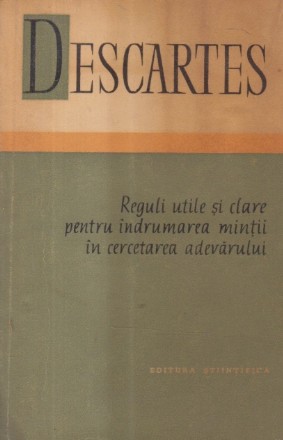 DESCARTES
Reguli utile și clare
pentru îndrumarea minții
în cercetarea adevărului
EDITURA ȘTIINȚIFICĂ